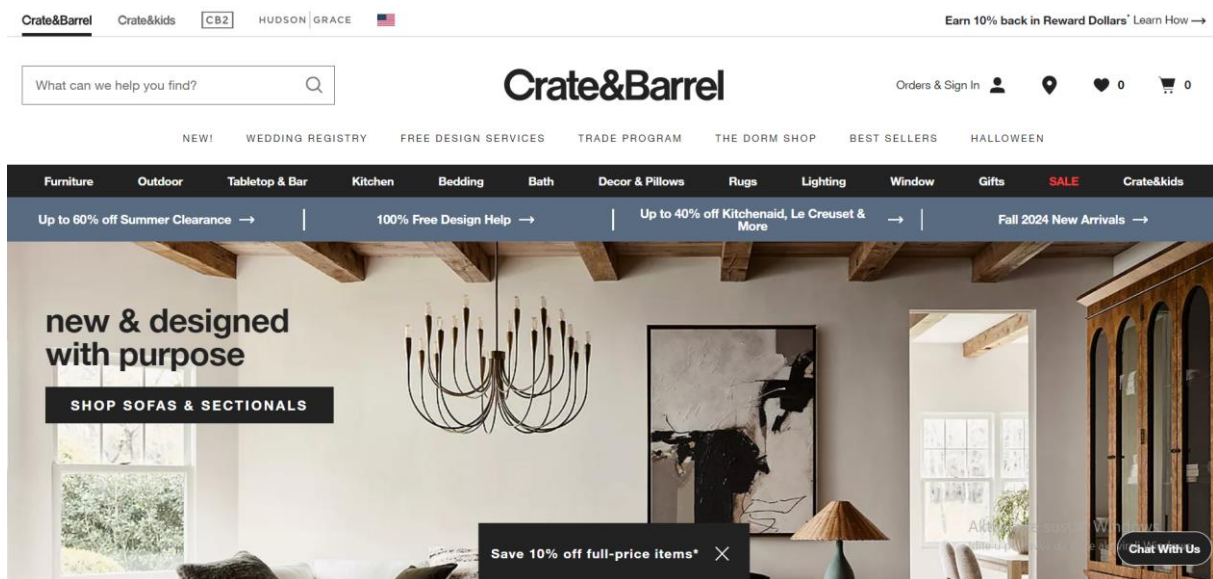 Crate&Barrel Crate&kids CB2 HUDSON GRACE Earn 10% back in Reward Dollars* Learn How →
What can we help you find? Crate&Barrel Orders & Sign In 0 0
NEW! WEDDING REGISTRY FREE DESIGN SERVICES TRADE PROGRAM THE DORM SHOP BEST SELLERS HALLOWEEN
Furniture Outdoor Tabletop & Bar Kitchen Bedding Bath Decor & Pillows Rugs Lighting Window Gifts SALE Crate&kids
Up to 60% off Summer Clearance → 100% Free Design Help → Up to 40% off Kitchenaid, Le Creuset & → Fall 2024 New Arrivals →
More
new & designed
with purpose
SHOP SOFAS & SECTIONALS
Save 10% off full-price items*
Chat With Us